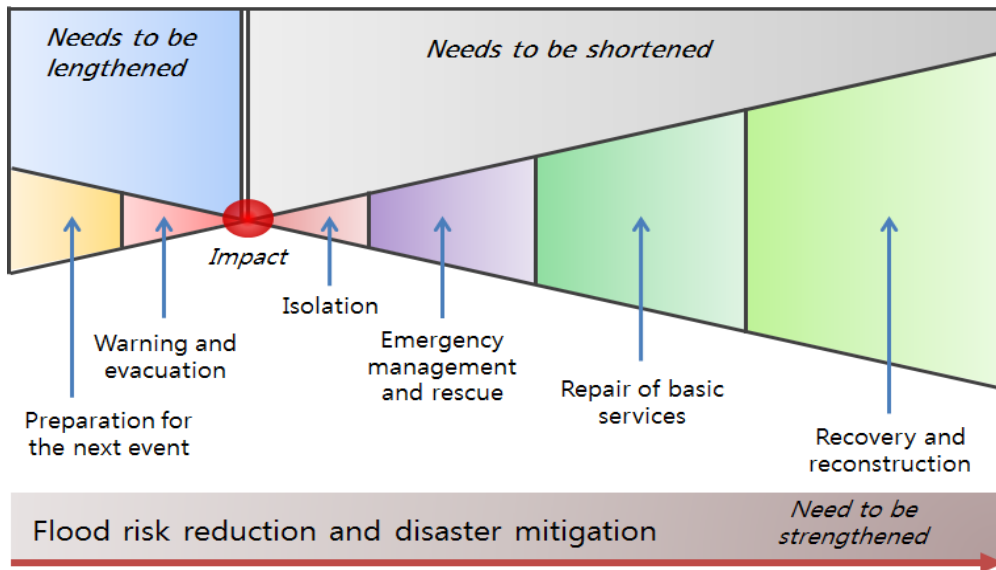 Needs to be
lengthened
Needs to be shortened
Impact
Isolation
Warning and
evacuation
Emergency
management
and rescue
Repair of basic
services
Preparation for
the next event
Recovery and
reconstruction
Flood risk reduction and disaster mitigation
Need to be
strengthened